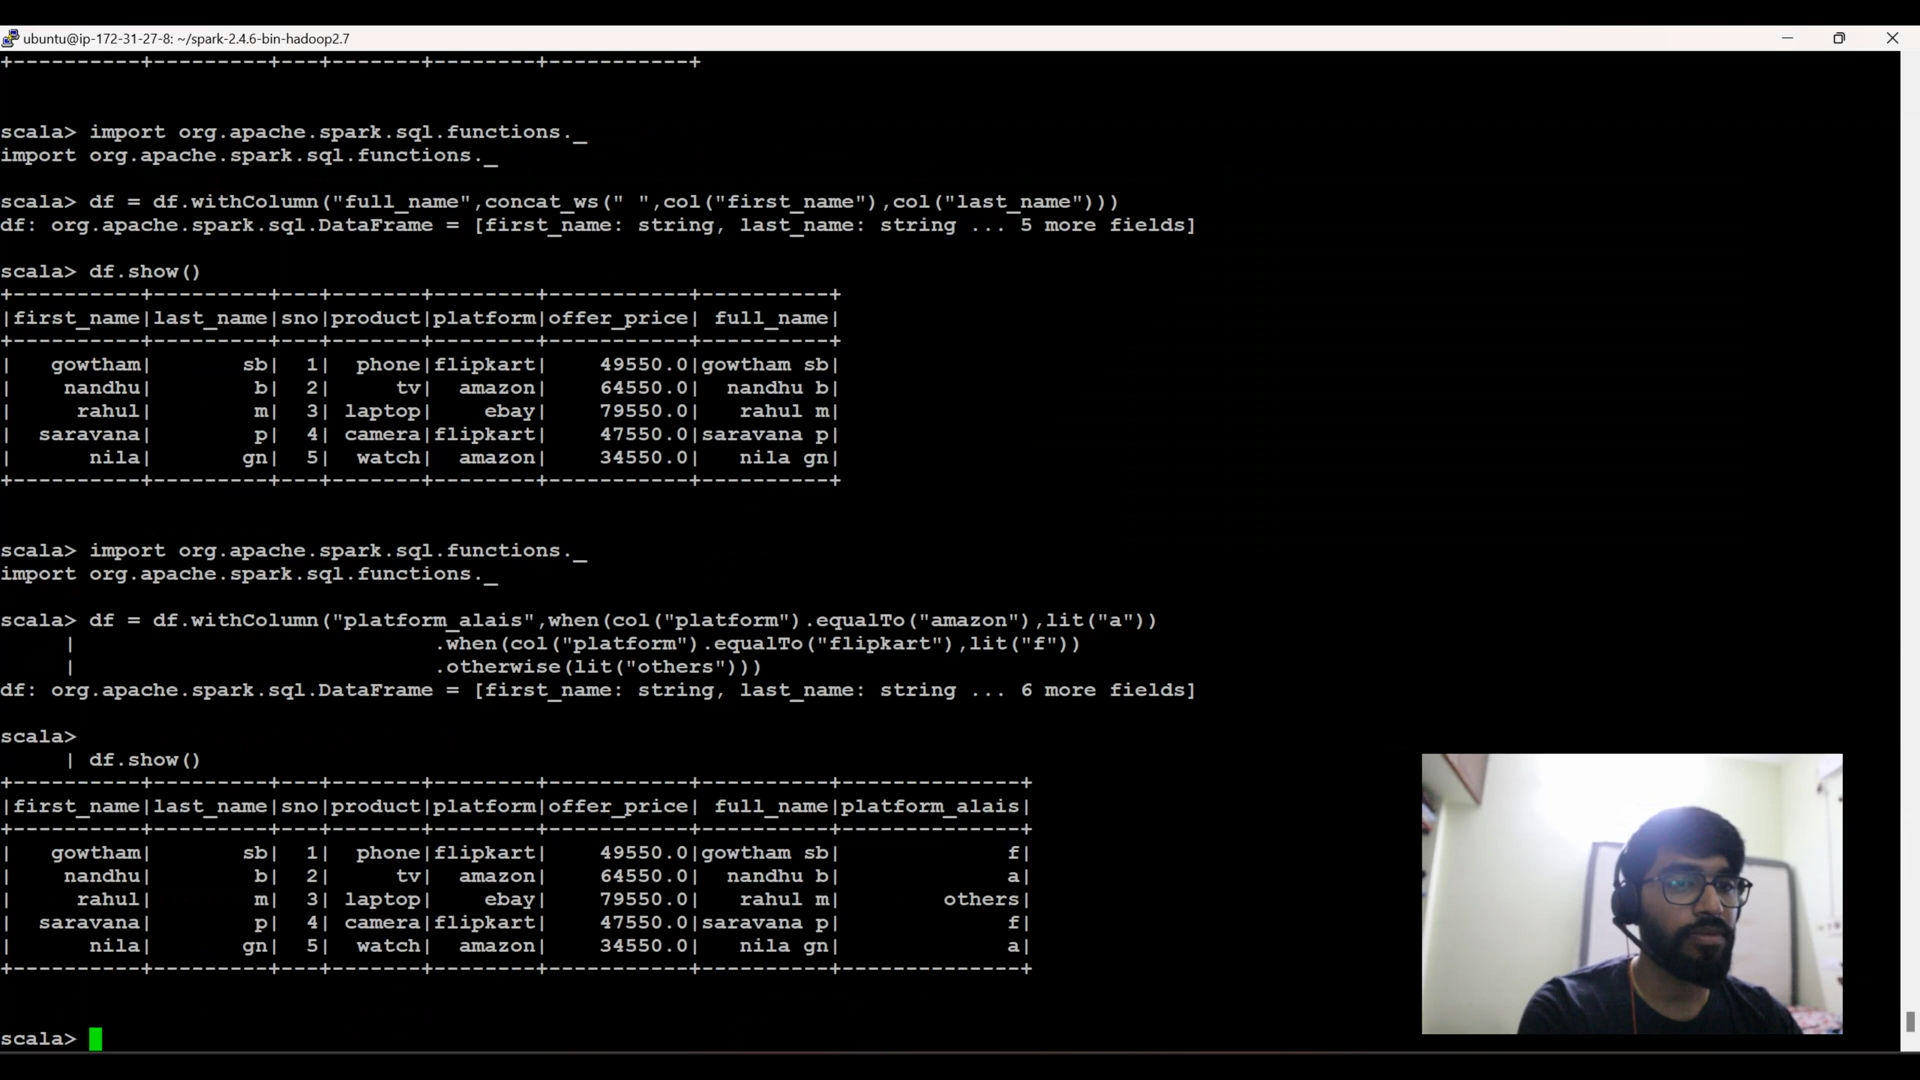 ubuntu@ip-172-31-27-8: ~/spark-2.4.6-bin-hadoop2.7
+----------+---------+---+-------+--------+-----------+
scala> import org.apache.spark.sql.functions._
import org.apache.spark.sql.functions._
scala> df = df.withColumn("full_name",concat_ws(" ",col("first_name"),col("last_name")))
df: org.apache.spark.sql.DataFrame = [first_name: string, last_name: string ... 5 more fields]
scala> df.show()
+----------+---------+---+-------+--------+-----------+----------+
|first_name|last_name|sno|product|platform|offer_price| full_name|
+----------+---------+---+-------+--------+-----------+----------+
|   gowtham|       sb|  1|  phone|flipkart|    49550.0|gowtham sb|
|    nandhu|        b|  2|     tv|  amazon|    64550.0|  nandhu b|
|     rahul|        m|  3| laptop|    ebay|    79550.0|   rahul m|
|  saravana|        p|  4| camera|flipkart|    47550.0|saravana p|
|      nila|       gn|  5|  watch|  amazon|    34550.0|   nila gn|
+----------+---------+---+-------+--------+-----------+----------+
scala> import org.apache.spark.sql.functions._
import org.apache.spark.sql.functions._
scala> df = df.withColumn("platform_alais",when(col("platform").equalTo("amazon"),lit("a"))
     |                            .when(col("platform").equalTo("flipkart"),lit("f"))
     |                            .otherwise(lit("others")))
df: org.apache.spark.sql.DataFrame = [first_name: string, last_name: string ... 6 more fields]
scala>
     | df.show()
+----------+---------+---+-------+--------+-----------+----------+--------------+
|first_name|last_name|sno|product|platform|offer_price| full_name|platform_alais|
+----------+---------+---+-------+--------+-----------+----------+--------------+
|   gowtham|       sb|  1|  phone|flipkart|    49550.0|gowtham sb|             f|
|    nandhu|        b|  2|     tv|  amazon|    64550.0|  nandhu b|             a|
|     rahul|        m|  3| laptop|    ebay|    79550.0|   rahul m|        others|
|  saravana|        p|  4| camera|flipkart|    47550.0|saravana p|             f|
|      nila|       gn|  5|  watch|  amazon|    34550.0|   nila gn|             a|
+----------+---------+---+-------+--------+-----------+----------+--------------+
scala>